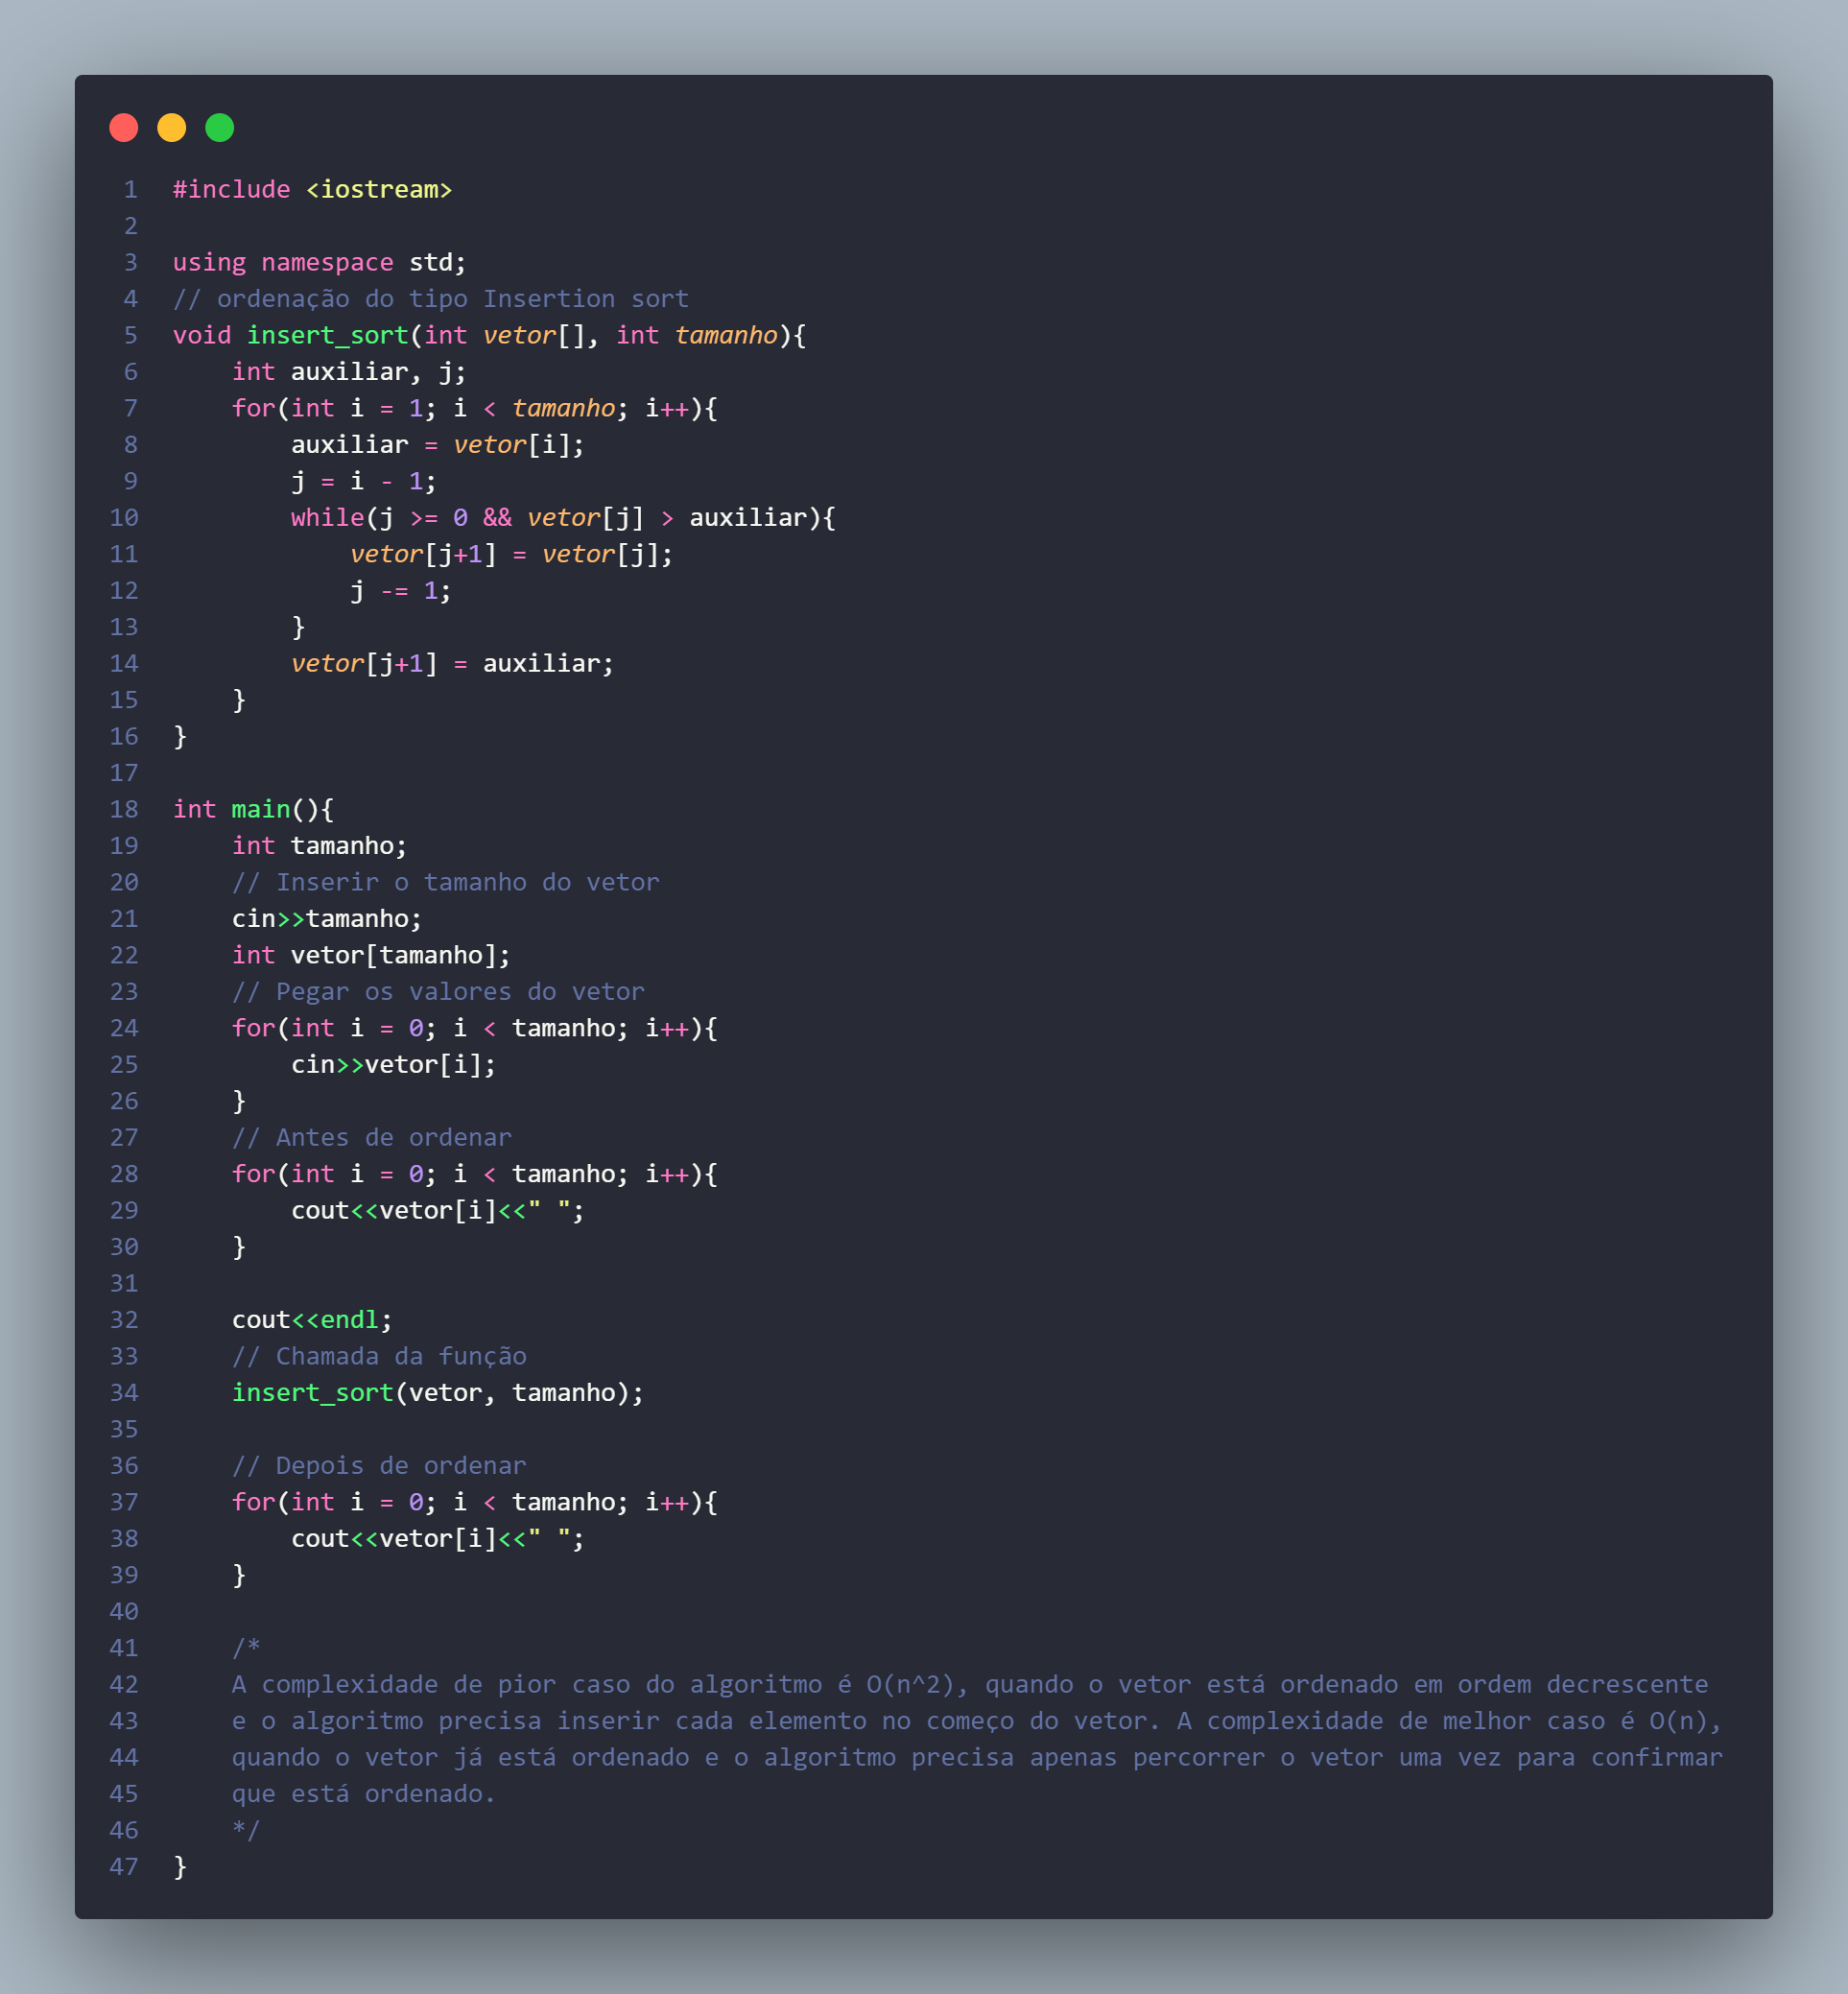 1 #include <iostream>
2
3 using namespace std;
4 // ordenação do tipo Insertion sort
5 void insert_sort(int vetor[], int tamanho){
6     int auxiliar, j;
7     for(int i = 1; i < tamanho; i++){
8         auxiliar = vetor[i];
9         j = i - 1;
10         while(j >= 0 && vetor[j] > auxiliar){
11             vetor[j+1] = vetor[j];
12             j -= 1;
13         }
14         vetor[j+1] = auxiliar;
15     }
16 }
17
18 int main(){
19     int tamanho;
20     // Inserir o tamanho do vetor
21     cin>>tamanho;
22     int vetor[tamanho];
23     // Pegar os valores do vetor
24     for(int i = 0; i < tamanho; i++){
25         cin>>vetor[i];
26     }
27     // Antes de ordenar
28     for(int i = 0; i < tamanho; i++){
29         cout<<vetor[i]<<" ";
30     }
31
32     cout<<endl;
33     // Chamada da função
34     insert_sort(vetor, tamanho);
35
36     // Depois de ordenar
37     for(int i = 0; i < tamanho; i++){
38         cout<<vetor[i]<<" ";
39     }
40
41     /*
42     A complexidade de pior caso do algoritmo é O(n^2), quando o vetor está ordenado em ordem decrescente
43     e o algoritmo precisa inserir cada elemento no começo do vetor. A complexidade de melhor caso é O(n),
44     quando o vetor já está ordenado e o algoritmo precisa apenas percorrer o vetor uma vez para confirmar
45     que está ordenado.
46     */
47 }